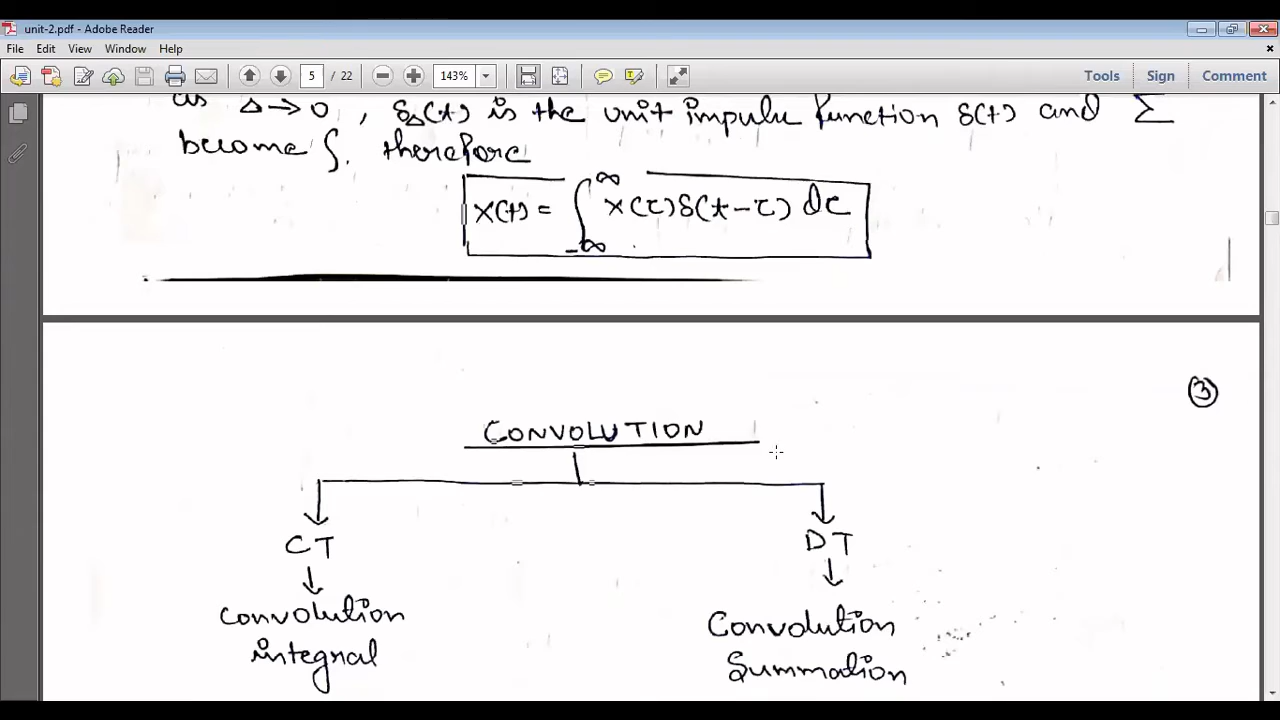 unit-2.pdf - Adobe Reader
File Edit View Window Help
5 / 22 143% Tools Sign Comment
as Δ→0, δΔ(t) is the unit impulse function δ(t) and Σ
become ∫. therefore
x(t) = ∫_{-∞}^{∞} x(τ)δ(t-τ) dτ
3
CONVOLUTION
CT DT
Convolution
integral
Convolution
Summation